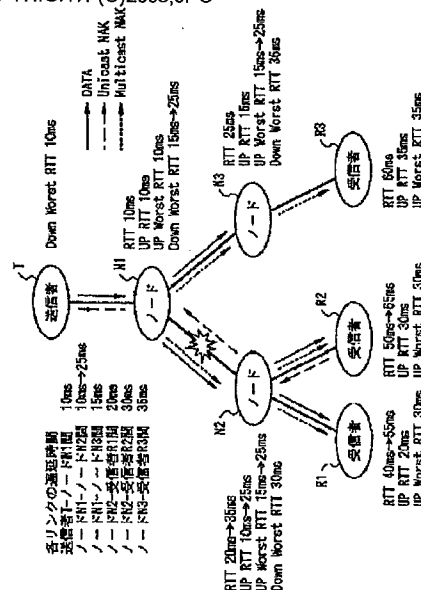 (C)2003,JPO
DATA
Unicast NAK
Multicast NAK
各リンクの遅延時間
送信者T-ノードN1間 10ms
ノードN1-ノードN2間 10ms→25ms
ノードN1-ノードN3間 15ms
ノードN2-受信者R1間 20ms
ノードN2-受信者R2間 30ms
ノードN3-受信者R3間 35ms
T
送信者
Down Worst RTT 10ms
N1
ノード
RTT 10ms
UP RTT 10ms
UP Worst RTT 10ms
Down Worst RTT 15ms→25ms
N2
ノード
RTT 20ms→35ms
UP RTT 10ms→25ms
UP Worst RTT 15ms→25ms
Down Worst RTT 30ms
N3
ノード
RTT 25ms
UP RTT 15ms
UP Worst RTT 15ms→25ms
Down Worst RTT 35ms
R1
受信者
RTT 40ms→55ms
UP RTT 20ms
UP Worst RTT 30ms
R2
受信者
RTT 50ms→65ms
UP RTT 30ms
UP Worst RTT 30ms
R3
受信者
RTT 60ms
UP RTT 35ms
UP Worst RTT 35ms